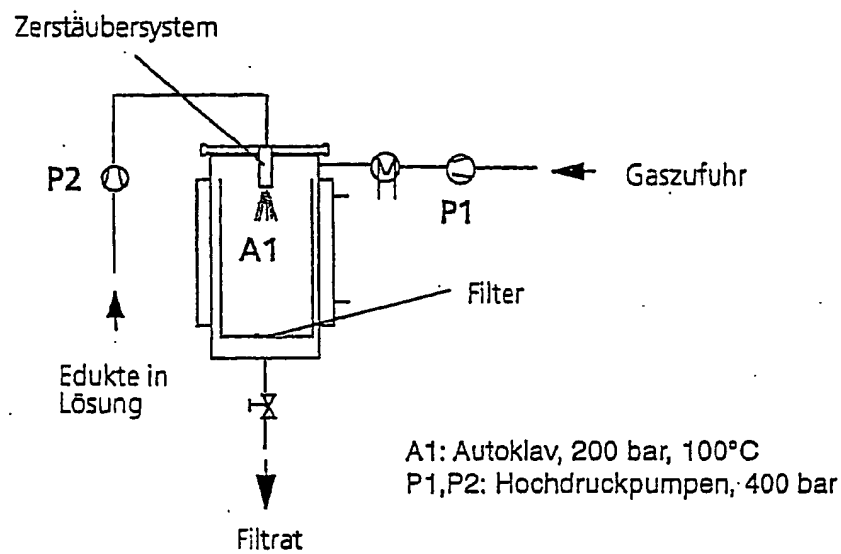 Zerstäubersystem
P2
A1
P1
Gaszufuhr
Filter
Edukte in
Lösung
A1: Autoklav, 200 bar, 100°C
P1,P2: Hochdruckpumpen, 400 bar
Filtrat